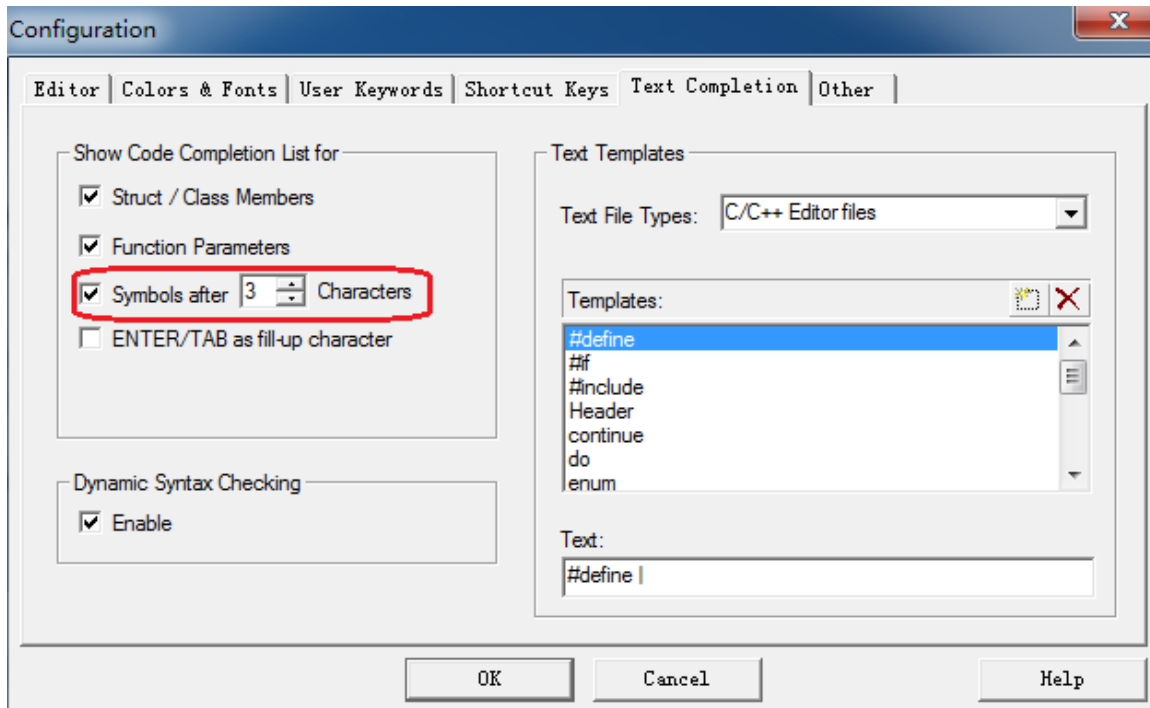 Configuration
Editor Colors & Fonts User Keywords Shortcut Keys Text Completion Other
Show Code Completion List for
Struct / Class Members
Function Parameters
Symbols after 3 Characters
ENTER/TAB as fill-up character
Dynamic Syntax Checking
Enable
Text Templates
Text File Types: C/C++ Editor files
Templates:
#define
#if
#include
Header
continue
do
enum
Text:
#define |
OK Cancel Help